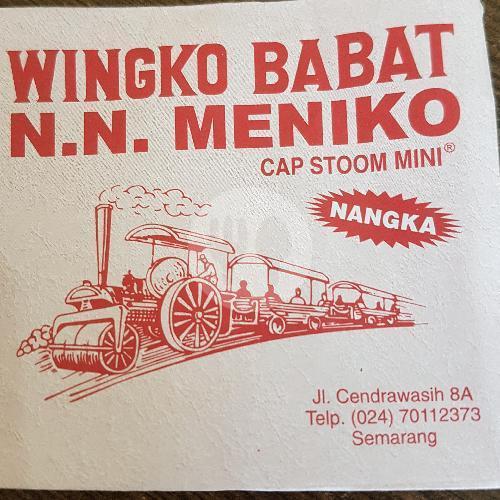 WINGKO BABAT
N.N. MENIKO
CAP STOOM MINI®
NANGKA
Jl. Cendrawasih 8A
Telp. (024) 70112373
Semarang